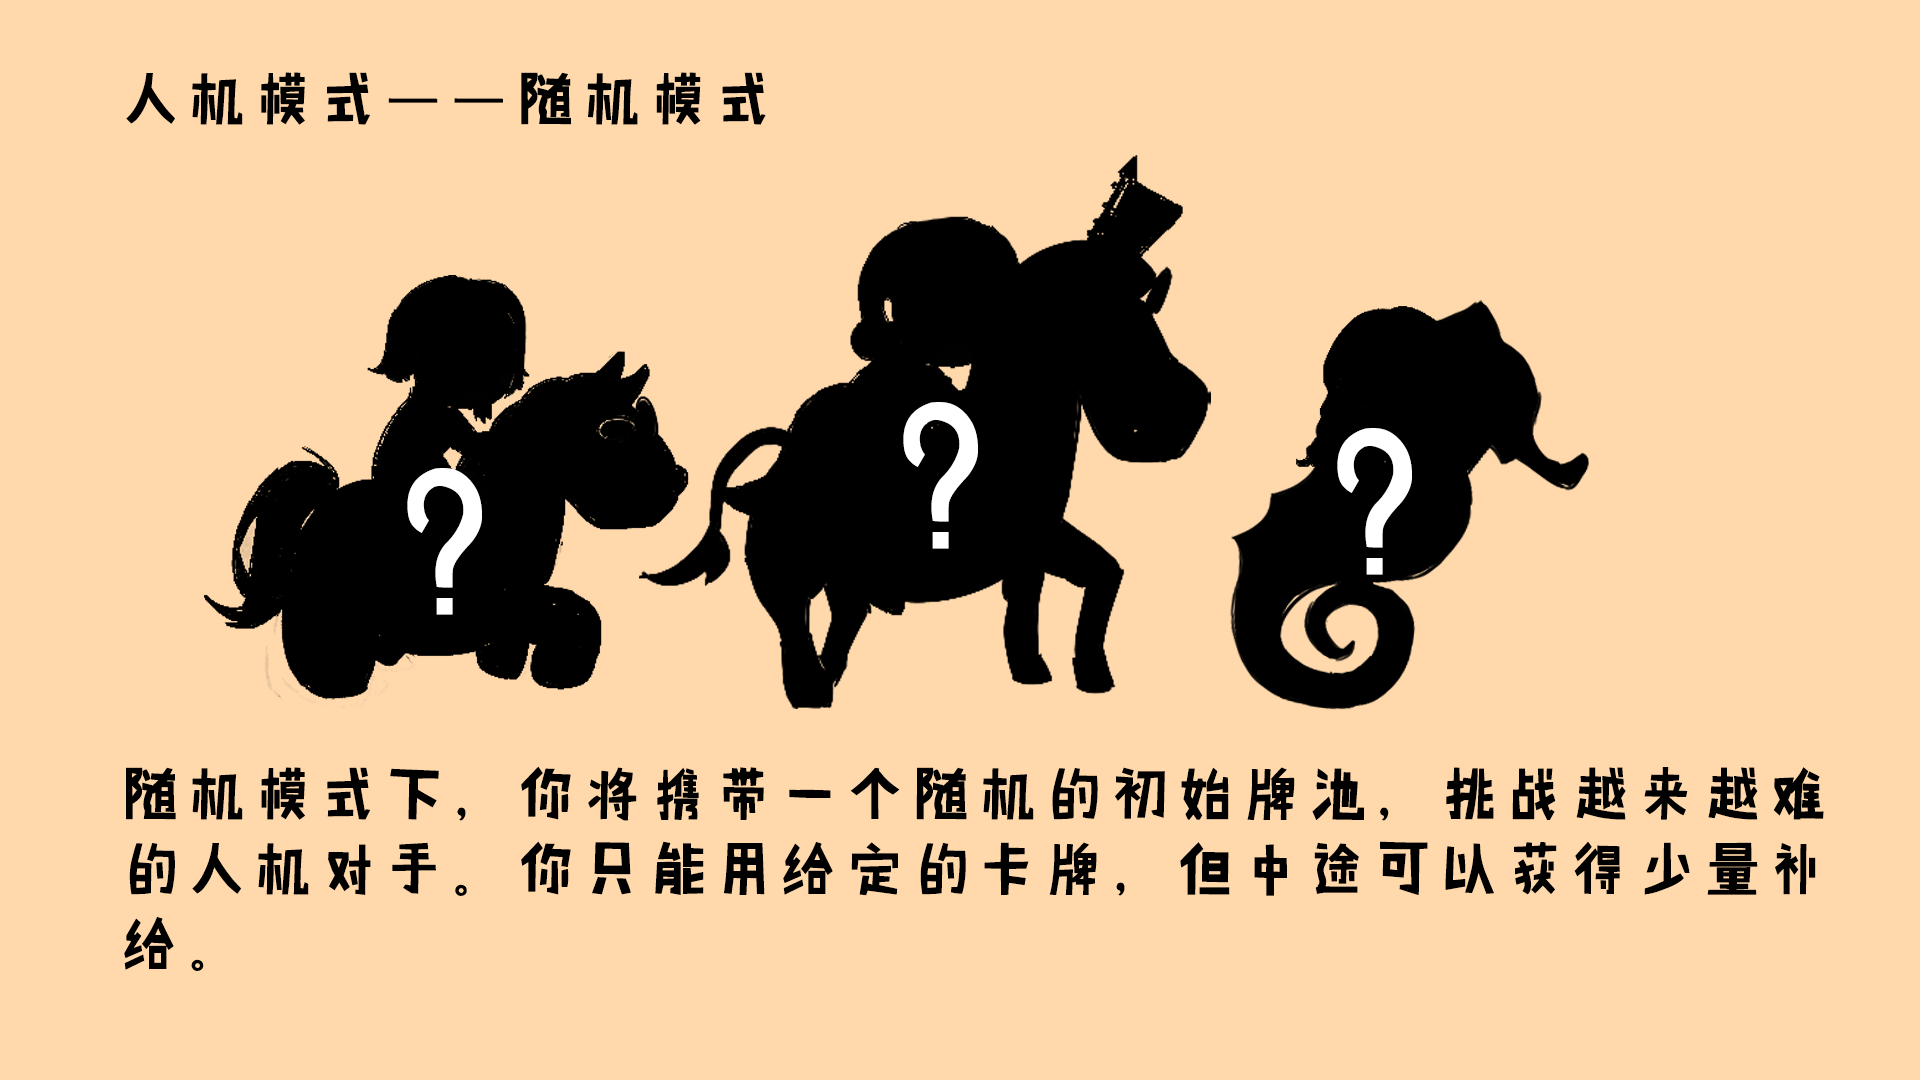 人机模式——随机模式
?
?
?
随机模式下，你将携带一个随机的初始牌池，挑战越来越难
的人机对手。你只能用给定的卡牌，但中途可以获得少量补
给。